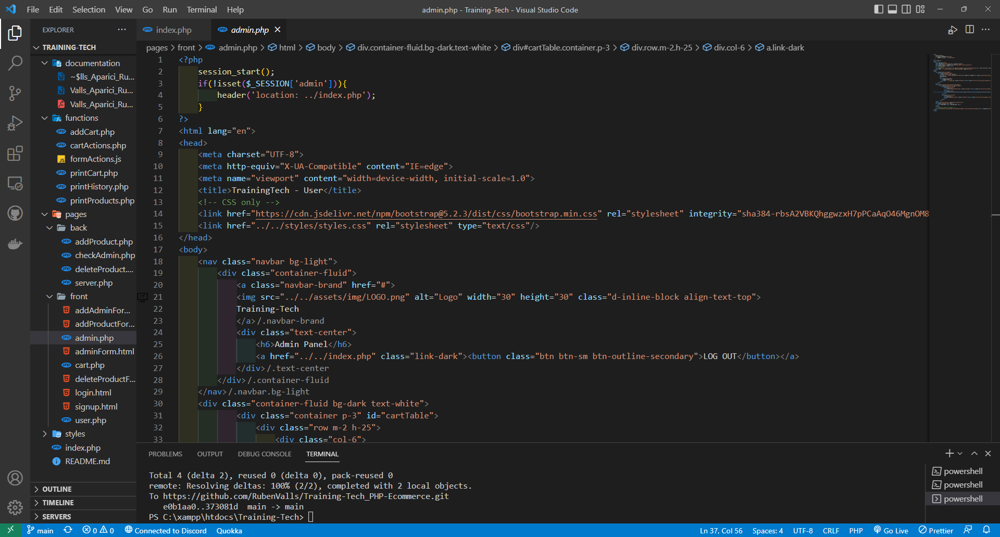 File Edit Selection View Go Run Terminal Help
admin.php - Training-Tech - Visual Studio Code
EXPLORER
index.php
admin.php
TRAINING-TECH
pages > front > admin.php > html > body > div.container-fluid.bg-dark.text-white > div#cartTable.container.p-3 > div.row.m-2.h-25 > div.col-6 > a.link-dark
documentation
~$lls_Aparici_Ru...
Valls_Aparici_Ru...
Valls_Aparici_Ru...
functions
addCart.php
cartActions.php
JS formActions.js
printCart.php
printHistory.php
printProducts.php
pages
back
addProduct.php
checkAdmin.php
deleteProduct....
server.php
front
addAdminFor...
addProductFor...
admin.php
adminForm.html
cart.php
deleteProductF...
login.html
signup.html
user.php
styles
index.php
README.md
OUTLINE
TIMELINE
SERVERS
1 <?php
2 session_start();
3 if(!isset($_SESSION['admin'])){
4 header('location: ../index.php');
5 }
6 ?>
7 <html lang="en">
8 <head>
9 <meta charset="UTF-8">
10 <meta http-equiv="X-UA-Compatible" content="IE=edge">
11 <meta name="viewport" content="width=device-width, initial-scale=1.0">
12 <title>TrainingTech - User</title>
13 <!-- CSS only -->
14 <link href="https://cdn.jsdelivr.net/npm/bootstrap@5.2.3/dist/css/bootstrap.min.css" rel="stylesheet" integrity="sha384-rbsA2VBKQhggwzxH7pPCaAqO46MgnOM8
15 <link href="../../styles/styles.css" rel="stylesheet" type="text/css"/>
16 </head>
17 <body>
18 <nav class="navbar bg-light">
19 <div class="container-fluid">
20 <a class="navbar-brand" href="#">
21 <img src="../../assets/img/LOGO.png" alt="Logo" width="30" height="30" class="d-inline-block align-text-top">
22 Training-Tech
23 </a>/.navbar-brand
24 <div class="text-center">
25 <h6>Admin Panel</h6>
26 <a href="../../index.php" class="link-dark"><button class="btn btn-sm btn-outline-secondary">LOG OUT</button></a>
27 </div>/.text-center
28 </div>/.container-fluid
29 </nav>/.navbar.bg-light
30 <div class="container-fluid bg-dark text-white">
31 <div class="container p-3" id="cartTable">
32 <div class="row m-2 h-25">
33 <div class="col-6">
PROBLEMS OUTPUT DEBUG CONSOLE TERMINAL
Total 4 (delta 2), reused 0 (delta 0), pack-reused 0
remote: Resolving deltas: 100% (2/2), completed with 2 local objects.
To https://github.com/RubenValls/Training-Tech_PHP-Ecommerce.git
e0b1aa0..373081d main -> main
PS C:\xampp\htdocs\Training-Tech>
powershell
powershell
powershell
main 0 0 Connected to Discord Quokka
Ln 37, Col 56 Spaces: 4 UTF-8 CRLF PHP Go Live Prettier